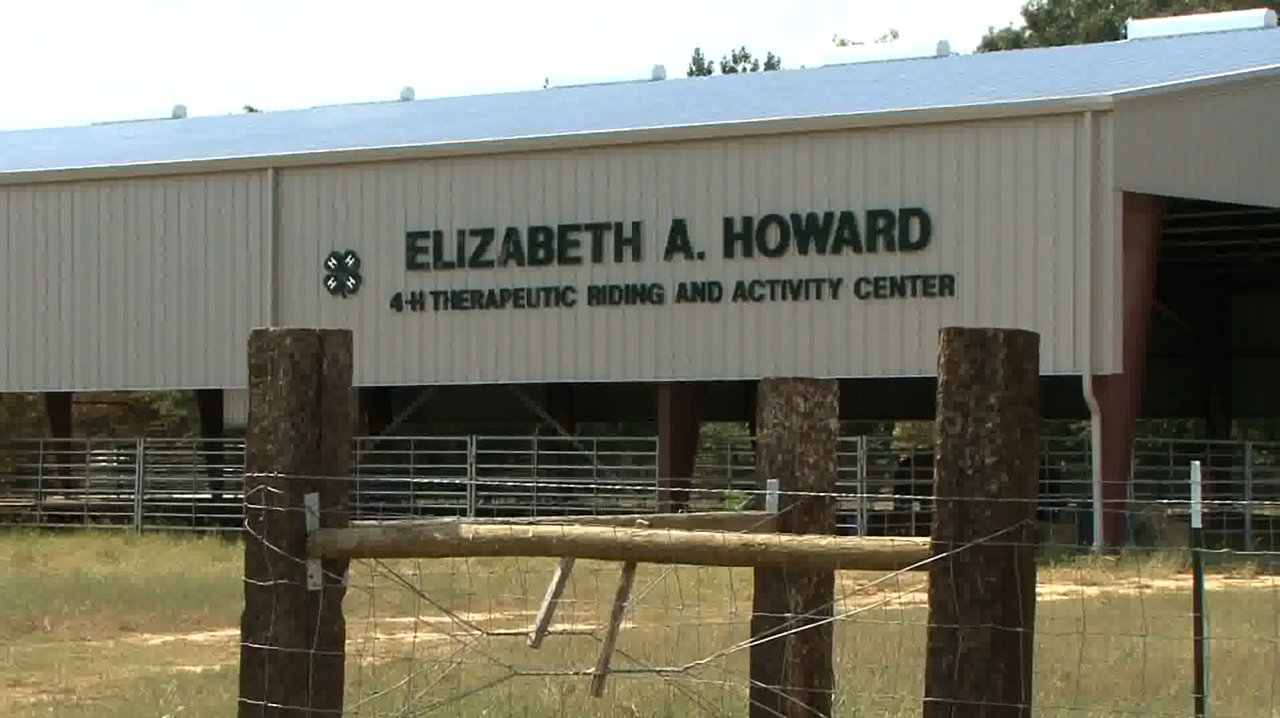 ELIZABETH A. HOWARD
4-H THERAPEUTIC RIDING AND ACTIVITY CENTER
H H
H H